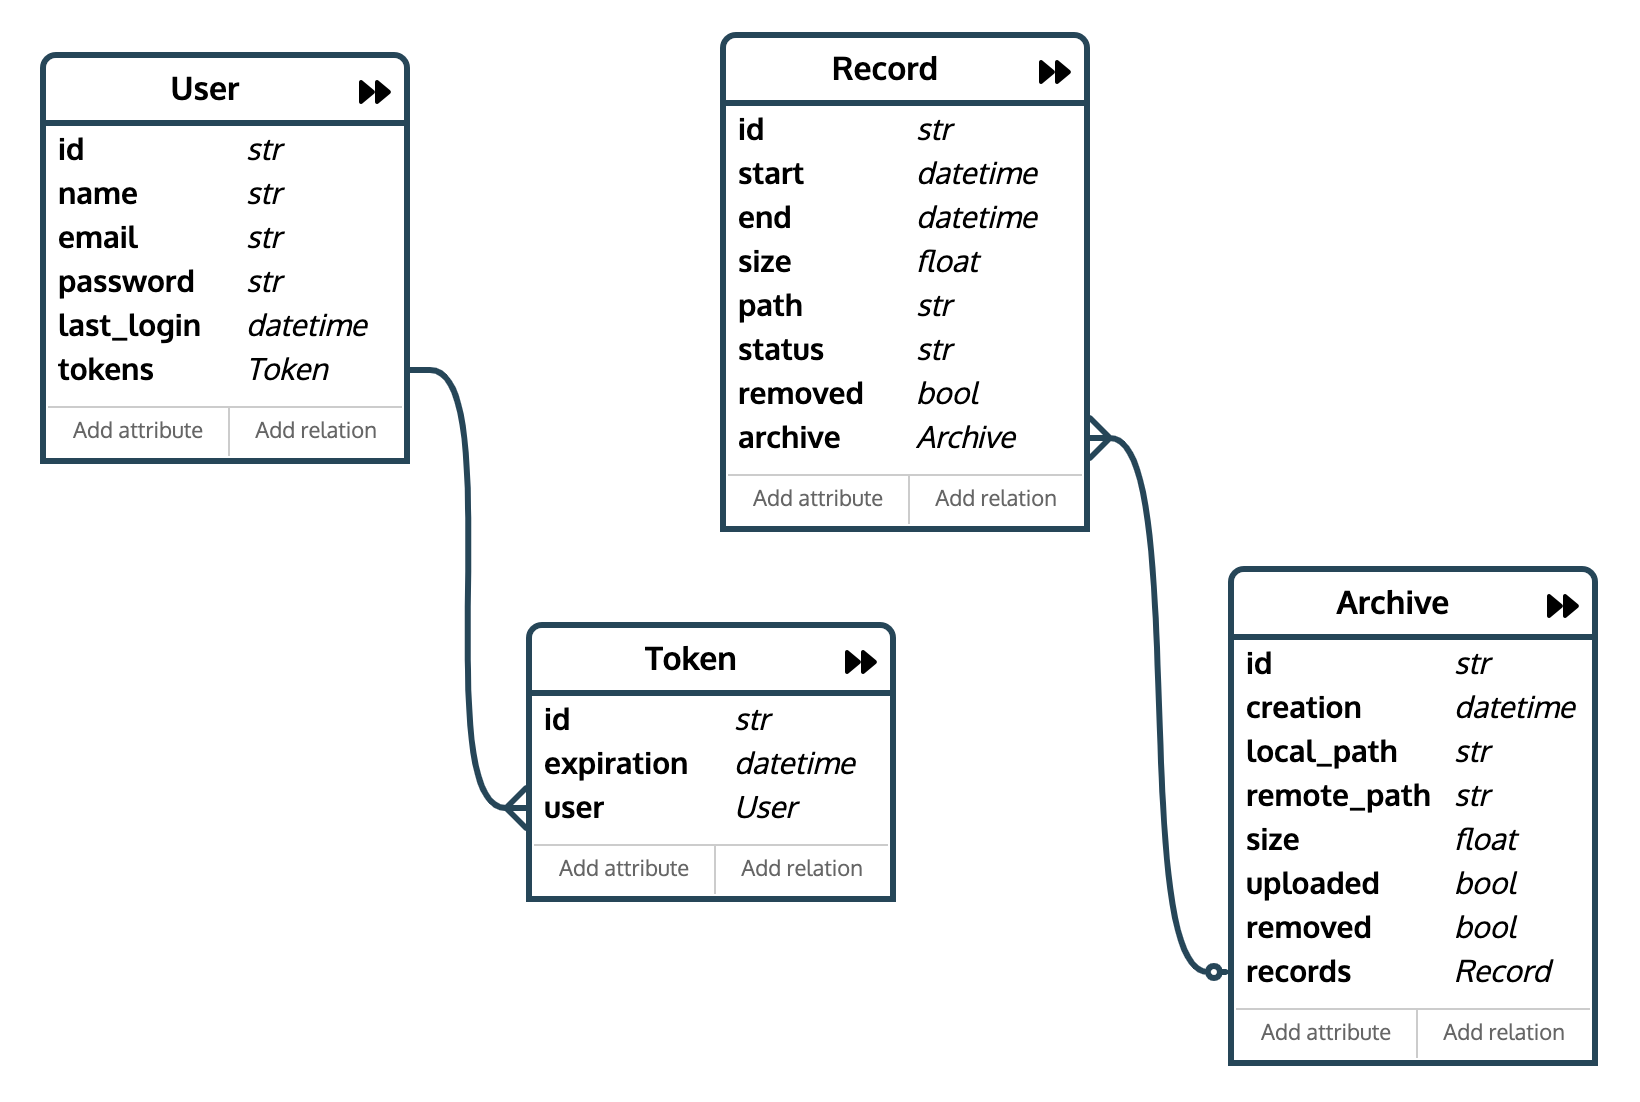 User
id str
name str
email str
password str
last_login datetime
tokens Token
Add attribute Add relation
Record
id str
start datetime
end datetime
size float
path str
status str
removed bool
archive Archive
Add attribute Add relation
Token
id str
expiration datetime
user User
Add attribute Add relation
Archive
id str
creation datetime
local_path str
remote_path str
size float
uploaded bool
removed bool
records Record
Add attribute Add relation